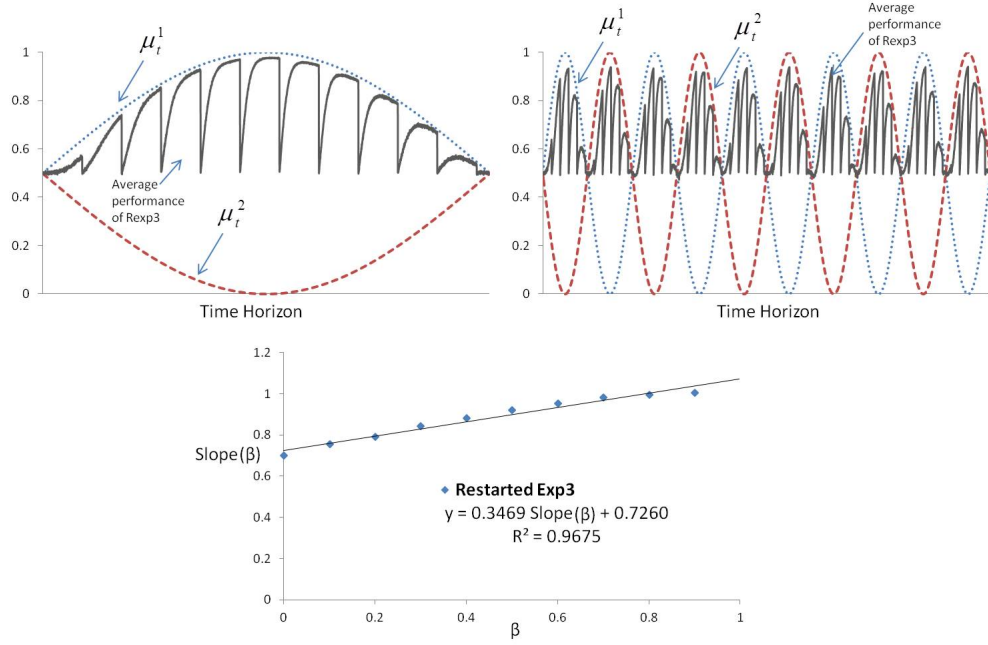 μ_t^1
1
0.8
0.6
0.4
0.2
0
Average
performance
of Rexp3
μ_t^2
Time Horizon
μ_t^1
μ_t^2
Average
performance
of Rexp3
1
0.8
0.6
0.4
0.2
0
Time Horizon
1.2
1
0.8
Slope(β)
0.6
0.4
0.2
0
Restarted Exp3
y = 0.3469 Slope(β) + 0.7260
R² = 0.9675
0 0.2 0.4 0.6 0.8 1
β